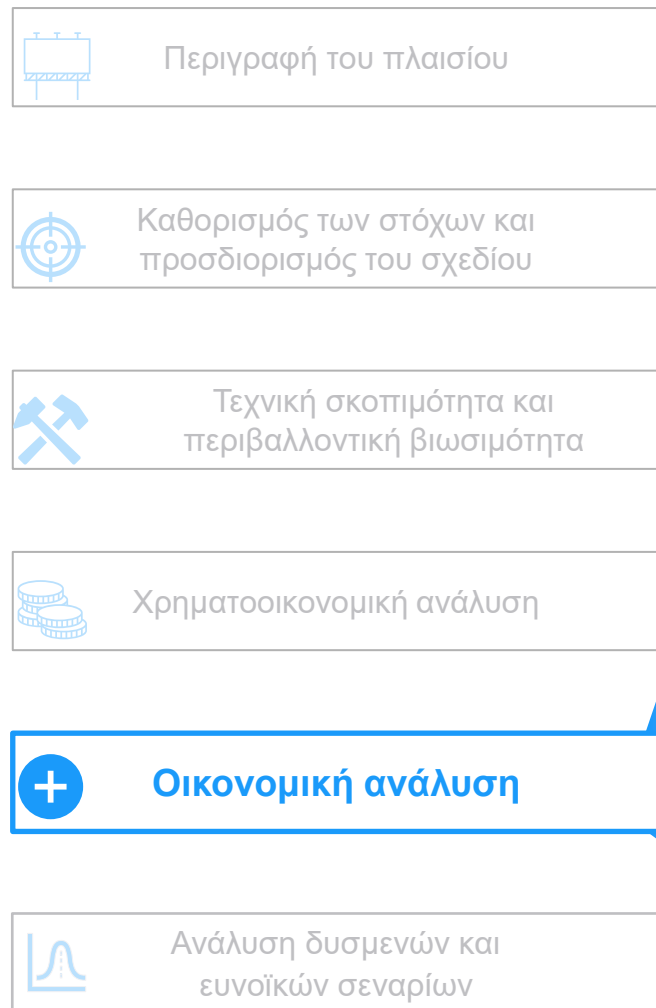 Περιγραφή του πλαισίου
Καθορισμός των στόχων και
προσδιορισμός του σχεδίου
Τεχνική σκοπιμότητα και
περιβαλλοντική βιωσιμότητα
Χρηματοοικονομική ανάλυση
Οικονομική ανάλυση
Ανάλυση δυσμενών και
ευνοϊκών σεναρίων